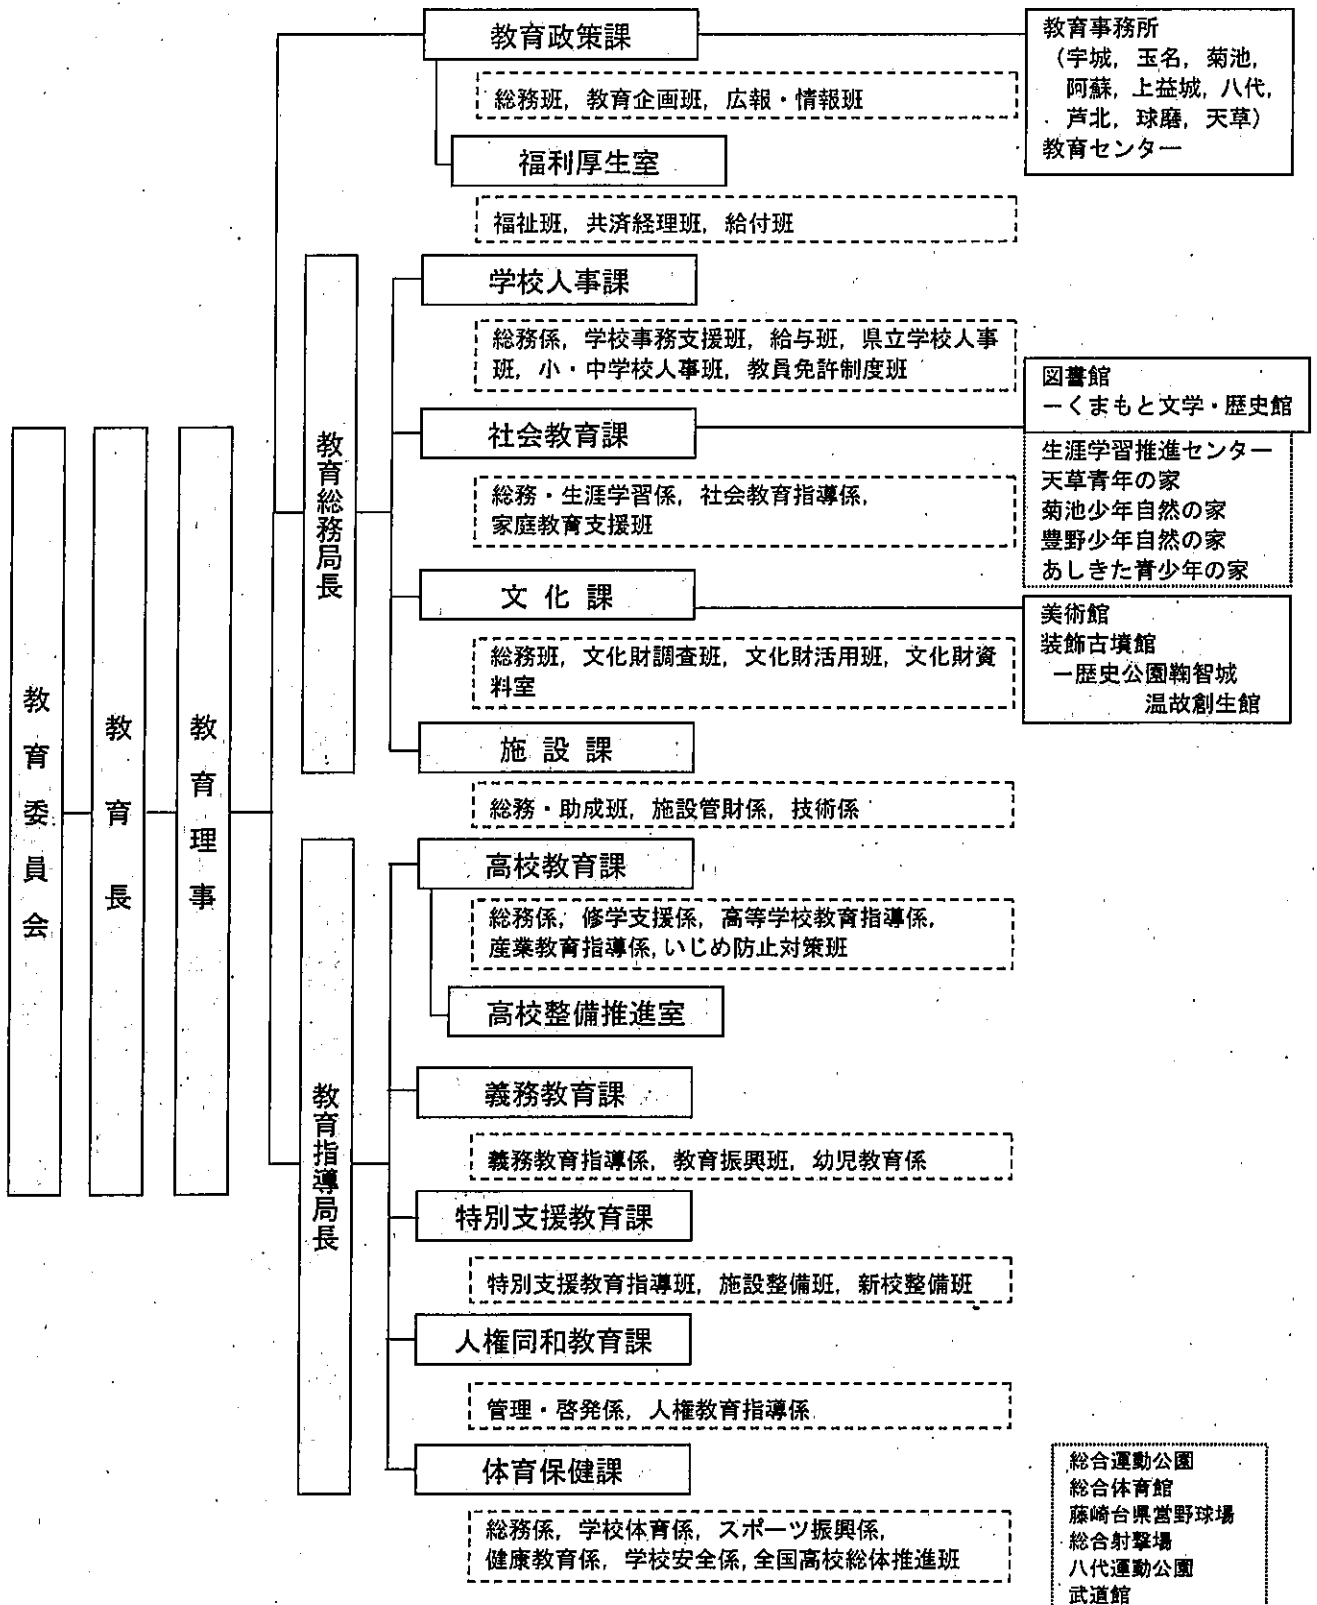 教育委員会
教育長
教育理事
教育政策課
総務班，教育企画班，広報・情報班
福利厚生室
福祉班，共済経理班，給付班
教育事務所
（宇城，玉名，菊池，
阿蘇，上益城，八代，
芦北，球磨，天草）
教育センター
教育総務局長
学校人事課
総務係，学校事務支援班，給与班，県立学校人事
班，小・中学校人事班，教員免許制度班
社会教育課
総務・生涯学習係，社会教育指導係，
家庭教育支援班
図書館
－くまもと文学・歴史館
生涯学習推進センター
天草青年の家
菊池少年自然の家
豊野少年自然の家
あしきた青少年の家
文化課
総務班，文化財調査班，文化財活用班，文化財資
料室
美術館
装飾古墳館
－歴史公園鞠智城
温故創生館
施設課
総務・助成班，施設管財係，技術係
教育指導局長
高校教育課
総務係，修学支援係，高等学校教育指導係，
産業教育指導係，いじめ防止対策班
高校整備推進室
義務教育課
義務教育指導係，教育振興班，幼児教育係
特別支援教育課
特別支援教育指導班，施設整備班，新校整備班
人権同和教育課
管理・啓発係，人権教育指導係
体育保健課
総務係，学校体育係，スポーツ振興係，
健康教育係，学校安全係，全国高校総体推進班
総合運動公園
総合体育館
藤崎台県営野球場
総合射撃場
八代運動公園
武道館